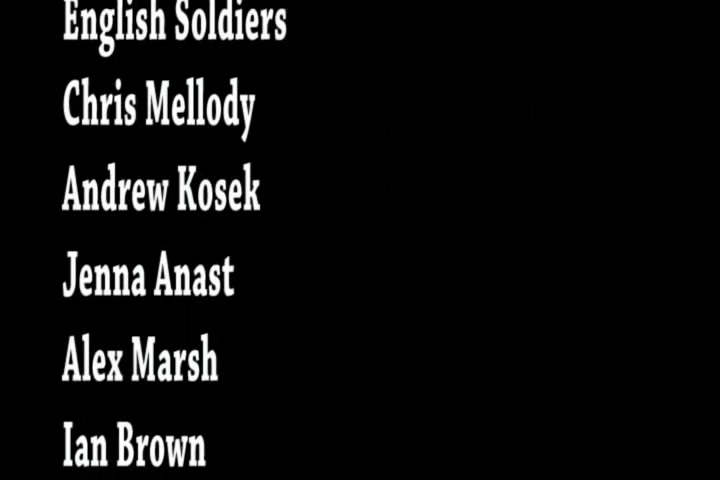 English Soldiers
Chris Mellody
Andrew Kosek
Jenna Anast
Alex Marsh
Ian Brown